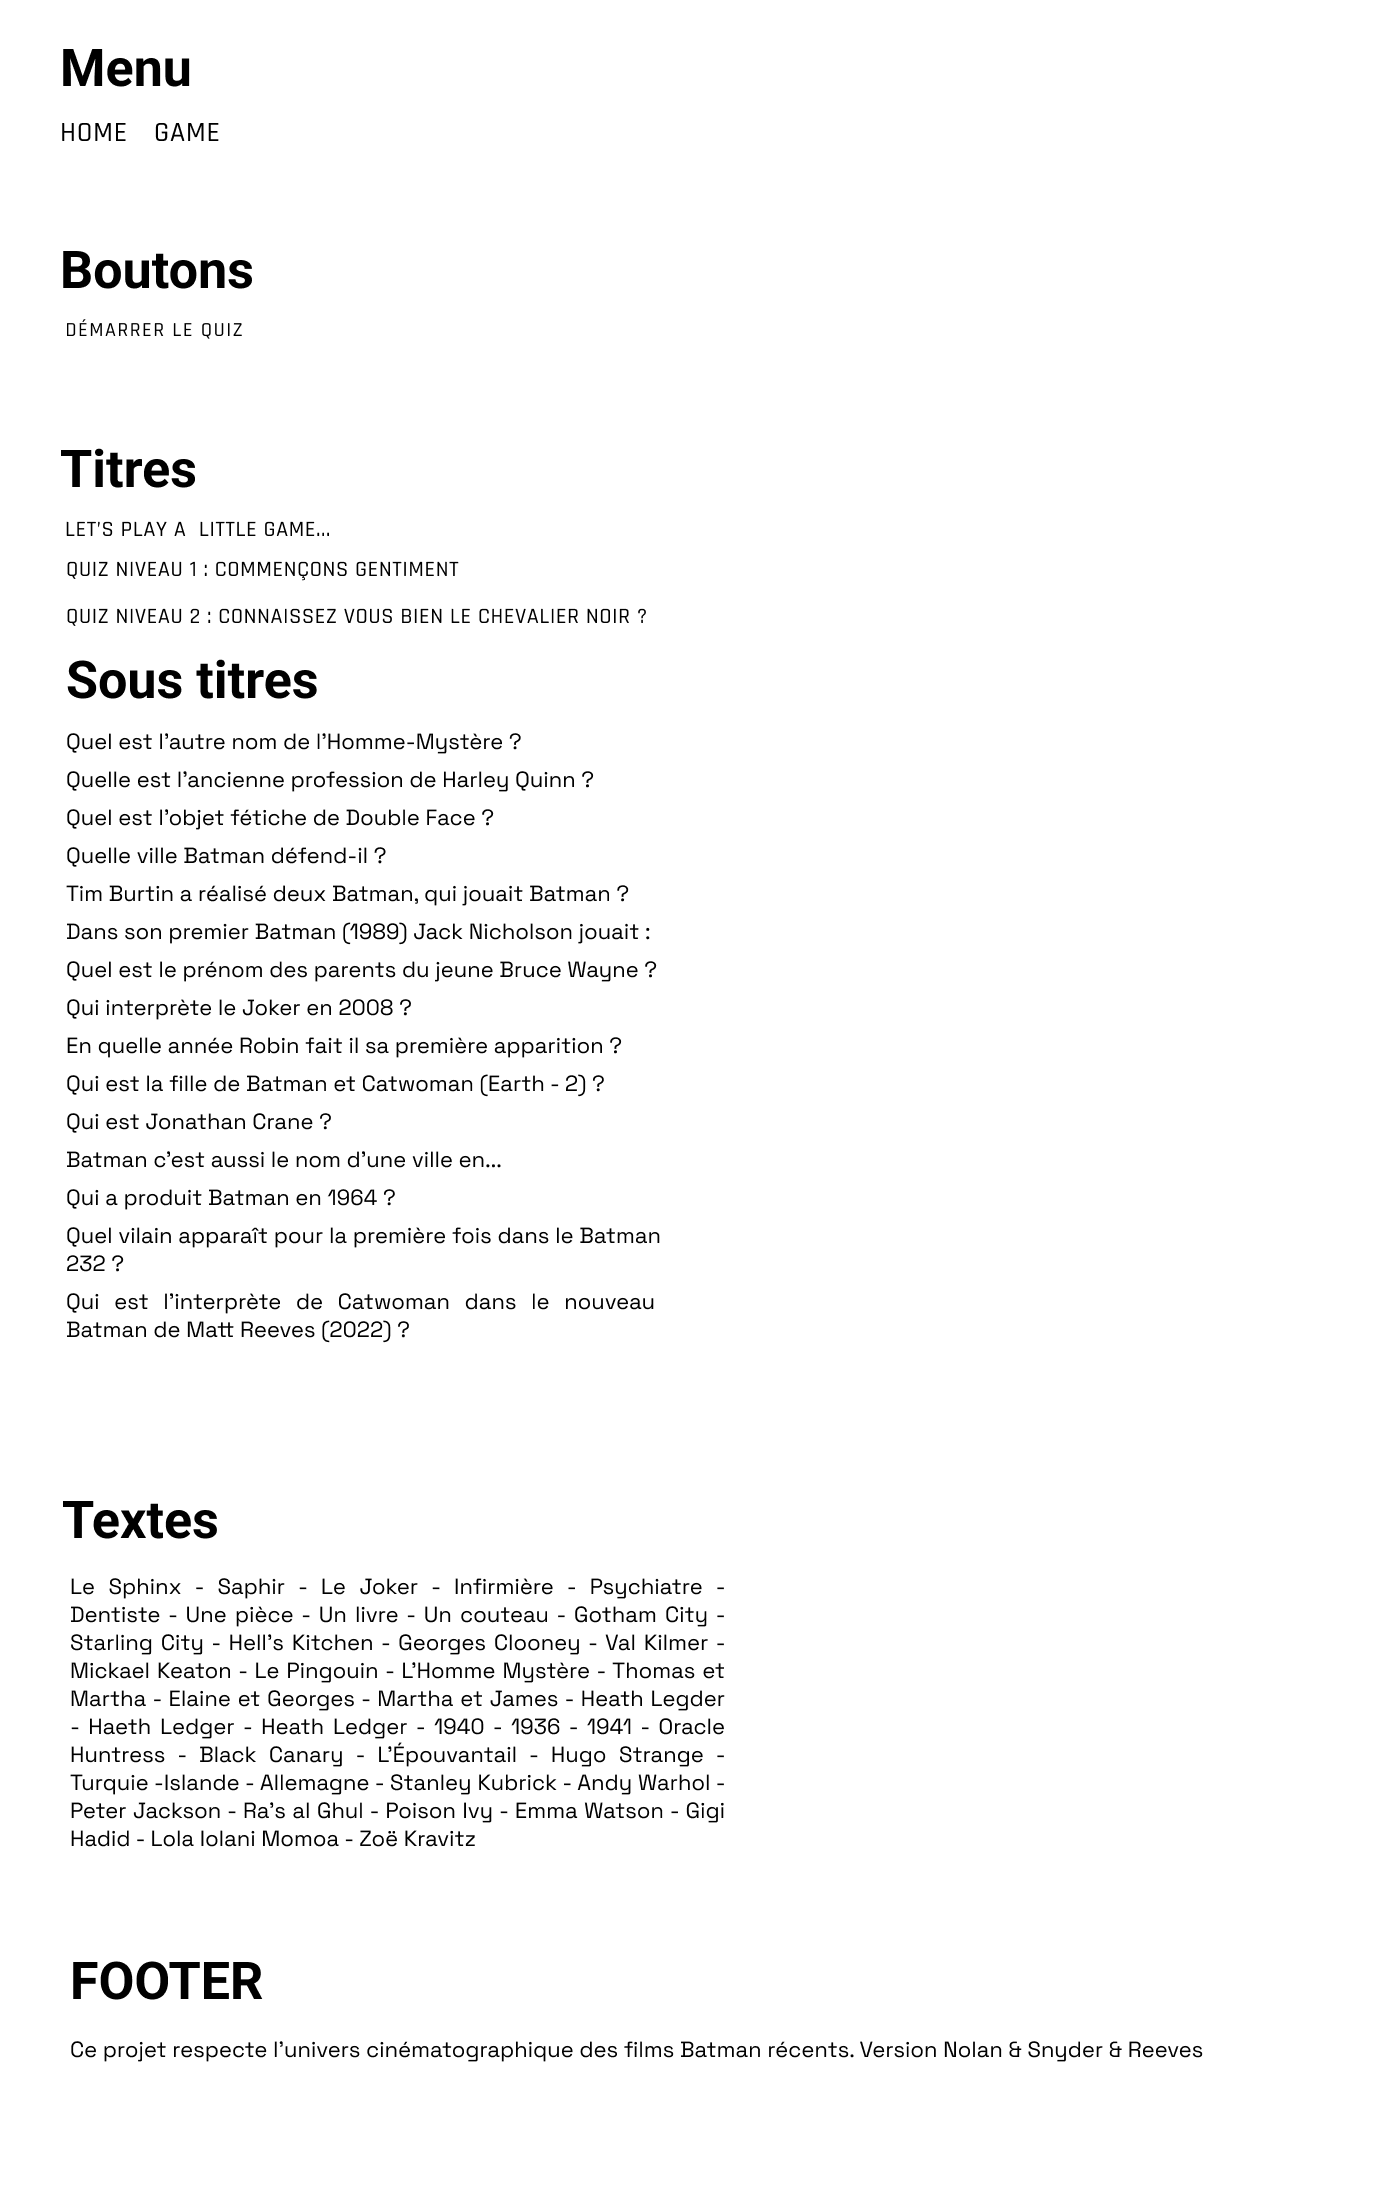 Menu
HOME GAME
Boutons
DÉMARRER LE QUIZ
Titres
LET'S PLAY A LITTLE GAME...
QUIZ NIVEAU 1 : COMMENÇONS GENTIMENT
QUIZ NIVEAU 2 : CONNAISSEZ VOUS BIEN LE CHEVALIER NOIR ?
Sous titres
Quel est l'autre nom de l'Homme-Mystère ?
Quelle est l'ancienne profession de Harley Quinn ?
Quel est l'objet fétiche de Double Face ?
Quelle ville Batman défend-il ?
Tim Burtin a réalisé deux Batman, qui jouait Batman ?
Dans son premier Batman (1989) Jack Nicholson jouait :
Quel est le prénom des parents du jeune Bruce Wayne ?
Qui interprète le Joker en 2008 ?
En quelle année Robin fait il sa première apparition ?
Qui est la fille de Batman et Catwoman (Earth - 2) ?
Qui est Jonathan Crane ?
Batman c'est aussi le nom d'une ville en...
Qui a produit Batman en 1964 ?
Quel vilain apparaît pour la première fois dans le Batman
232 ?
Qui est l'interprète de Catwoman dans le nouveau
Batman de Matt Reeves (2022) ?
Textes
Le Sphinx - Saphir - Le Joker - Infirmière - Psychiatre -
Dentiste - Une pièce - Un livre - Un couteau - Gotham City -
Starling City - Hell's Kitchen - Georges Clooney - Val Kilmer -
Mickael Keaton - Le Pingouin - L'Homme Mystère - Thomas et
Martha - Elaine et Georges - Martha et James - Heath Legder
- Haeth Ledger - Heath Ledger - 1940 - 1936 - 1941 - Oracle
Huntress - Black Canary - L'Épouvantail - Hugo Strange -
Turquie -Islande - Allemagne - Stanley Kubrick - Andy Warhol -
Peter Jackson - Ra's al Ghul - Poison Ivy - Emma Watson - Gigi
Hadid - Lola Iolani Momoa - Zoë Kravitz
FOOTER
Ce projet respecte l'univers cinématographique des films Batman récents. Version Nolan & Snyder & Reeves